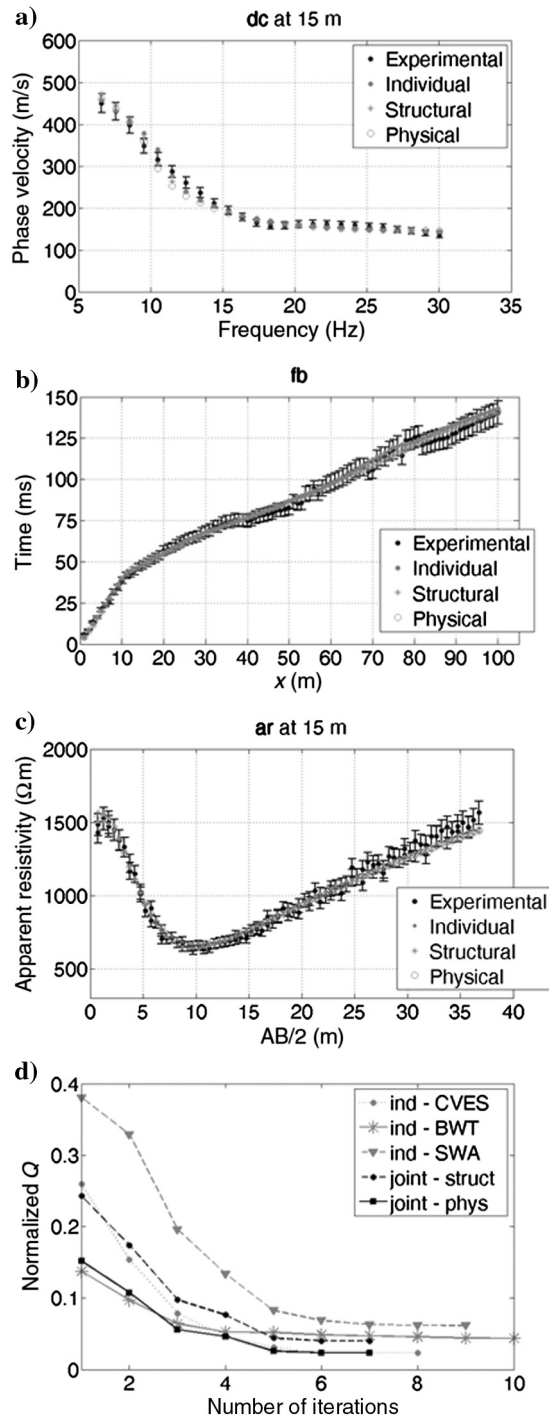 a) dc at 15 m
600
500
400
300
200
100
0
Phase velocity (m/s)
Experimental
Individual
Structural
Physical
5 10 15 20 25 30 35
Frequency (Hz)
b) fb
150
125
100
75
50
25
0
Time (ms)
Experimental
Individual
Structural
Physical
0 10 20 30 40 50 60 70 80 90 100
x (m)
c) ar at 15 m
2000
1500
1000
500
Apparent resistivity (Ωm)
Experimental
Individual
Structural
Physical
0 5 10 15 20 25 30 35 40
AB/2 (m)
d)
0.4
0.3
0.2
0.1
0
Normalized Q
ind - CVES
ind - BWT
ind - SWA
joint - struct
joint - phys
2 4 6 8 10
Number of iterations